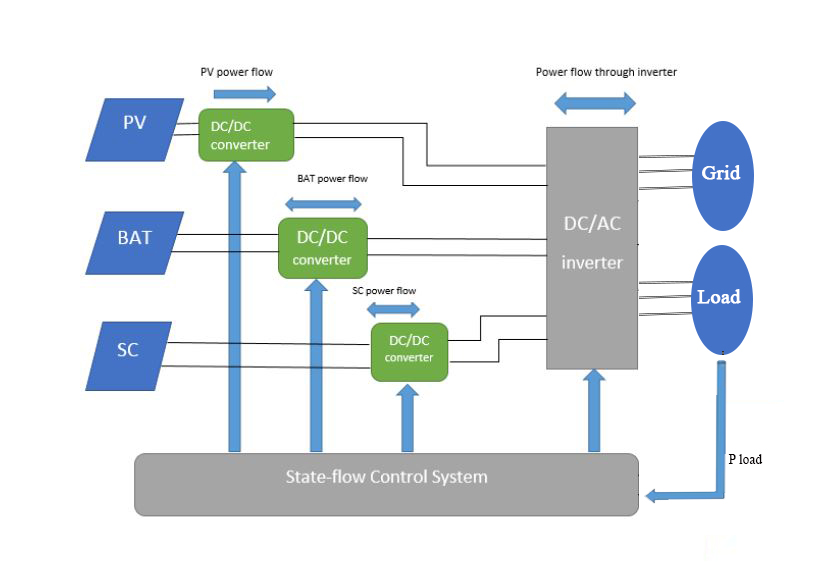 PV power flow
Power flow through inverter
PV
DC/DC
converter
Grid
BAT power flow
BAT
DC/DC
converter
DC/AC
inverter
SC power flow
Load
SC
DC/DC
converter
P load
State-flow Control System